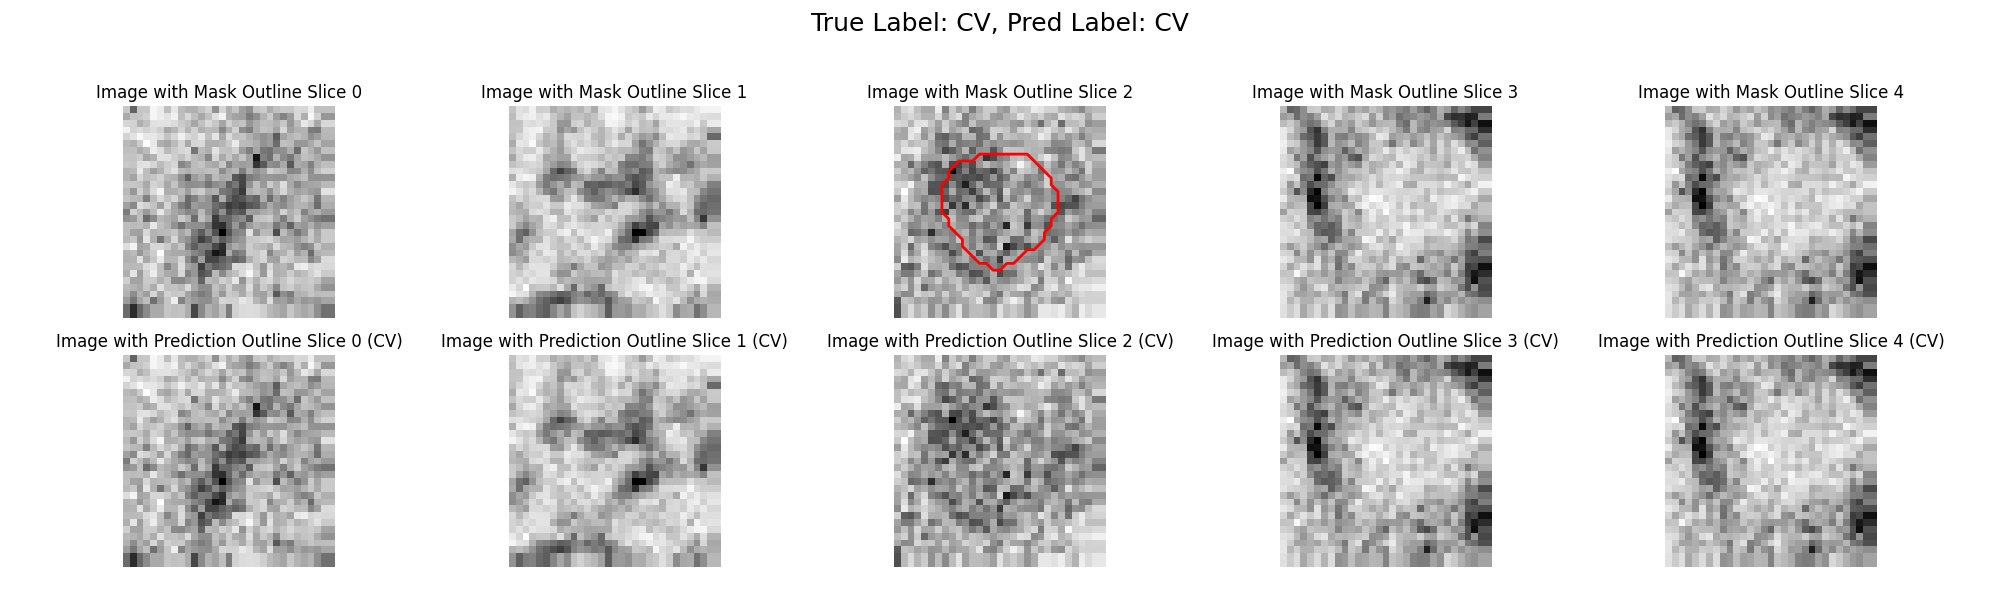 True Label: CV, Pred Label: CV
Image with Mask Outline Slice 0
Image with Mask Outline Slice 1
Image with Mask Outline Slice 2
Image with Mask Outline Slice 3
Image with Mask Outline Slice 4
Image with Prediction Outline Slice 0 (CV)
Image with Prediction Outline Slice 1 (CV)
Image with Prediction Outline Slice 2 (CV)
Image with Prediction Outline Slice 3 (CV)
Image with Prediction Outline Slice 4 (CV)